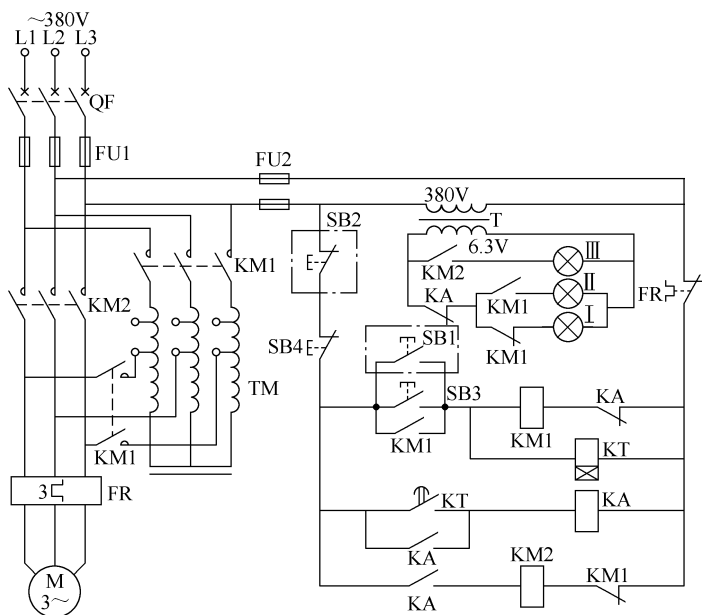 ～380V
L1 L2 L3
QF
FU1
FU2
380V
T
6.3V
SB2
KM1
KM2
Ⅲ
KM2
KA
KM1
Ⅱ
Ⅰ
FR
SB4
SB1
KM1
TM
SB3
KA
KM1
KM1
KM1
KT
3
FR
KT
KA
KA
KM2
KM1
M
3～
KA